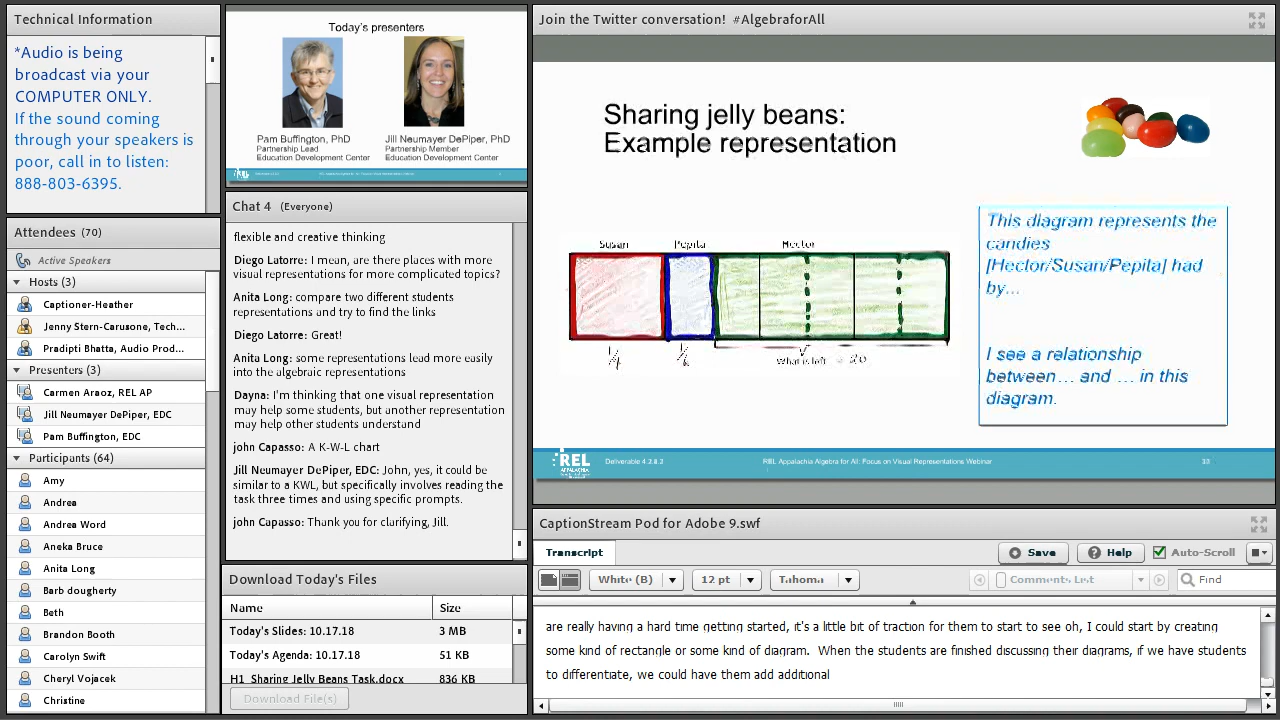 Technical Information
*Audio is being
broadcast via your
COMPUTER ONLY.
If the sound coming
through your speakers is
poor, call in to listen:
888-803-6395.
Attendees (70)
Active Speakers
Hosts (3)
Captioner-Heather
Jenny Stern-Carusone, Tech...
Pradipti Bhatta, Audio Prod...
Presenters (3)
Carmen Araoz, REL AP
Jill Neumayer DePiper, EDC
Pam Buffington, EDC
Participants (64)
Amy
Andrea
Andrea Word
Aneka Bruce
Anita Long
Barb dougherty
Beth
Brandon Booth
Carolyn Swift
Cheryl Vojacek
Christine
Today's presenters
Pam Buffington, PhD
Partnership Lead
Education Development Center
Jill Neumayer DePiper, PhD
Partnership Member
Education Development Center
REL
Chat 4 (Everyone)
flexible and creative thinking
Diego Latorre: I mean, are there places with more
visual representations for more complicated topics?
Anita Long: compare two different students
representations and try to find the links
Diego Latorre: Great!
Anita Long: some representations lead more easily
into the algebraic representations
Dayna: I'm thinking that one visual representation
may help some students, but another representation
may help other students understand
john Capasso: A K-W-L chart
Jill Neumayer DePiper, EDC: John, yes, it could be
similar to a KWL, but specifically involves reading the
task three times and using specific prompts.
john Capasso: Thank you for clarifying, Jill.
Download Today's Files
Name Size
Today's Slides: 10.17.18 3 MB
Today's Agenda: 10.17.18 51 KB
H1_Sharing Jelly Beans Task.docx 836 KB
Download File(s)
Join the Twitter conversation! #AlgebraforAll
Sharing jelly beans:
Example representation
Susan Pepita Hector
What is left = 20
This diagram represents the
candies
[Hector/Susan/Pepita] had
by...
I see a relationship
between... and ... in this
diagram.
REL
APPALACHIA
Deliverable 4.2.8.2 REL Appalachia Algebra for All: Focus on Visual Representations Webinar 33
CaptionStream Pod for Adobe 9.swf
Transcript Save Help Auto-Scroll
White (B) 12 pt Tahoma Comments List Find
are really having a hard time getting started, it's a little bit of traction for them to start to see oh, I could start by creating
some kind of rectangle or some kind of diagram. When the students are finished discussing their diagrams, if we have students
to differentiate, we could have them add additional